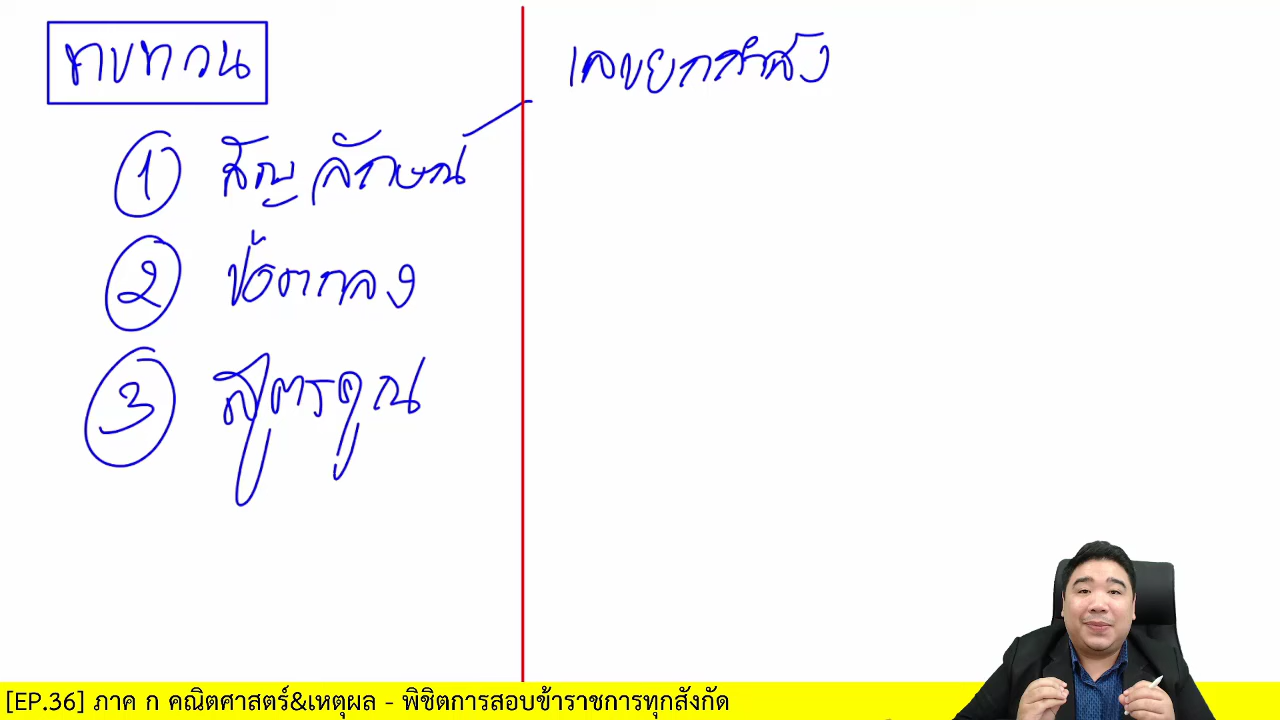 ทบทวน
① สัญลักษณ์
② ข้อตกลง
③ สูตรคูณ
เลขยกกำลัง
[EP.36] ภาค ก คณิตศาสตร์&เหตุผล - พิชิตการสอบข้าราชการทุกสังกัด